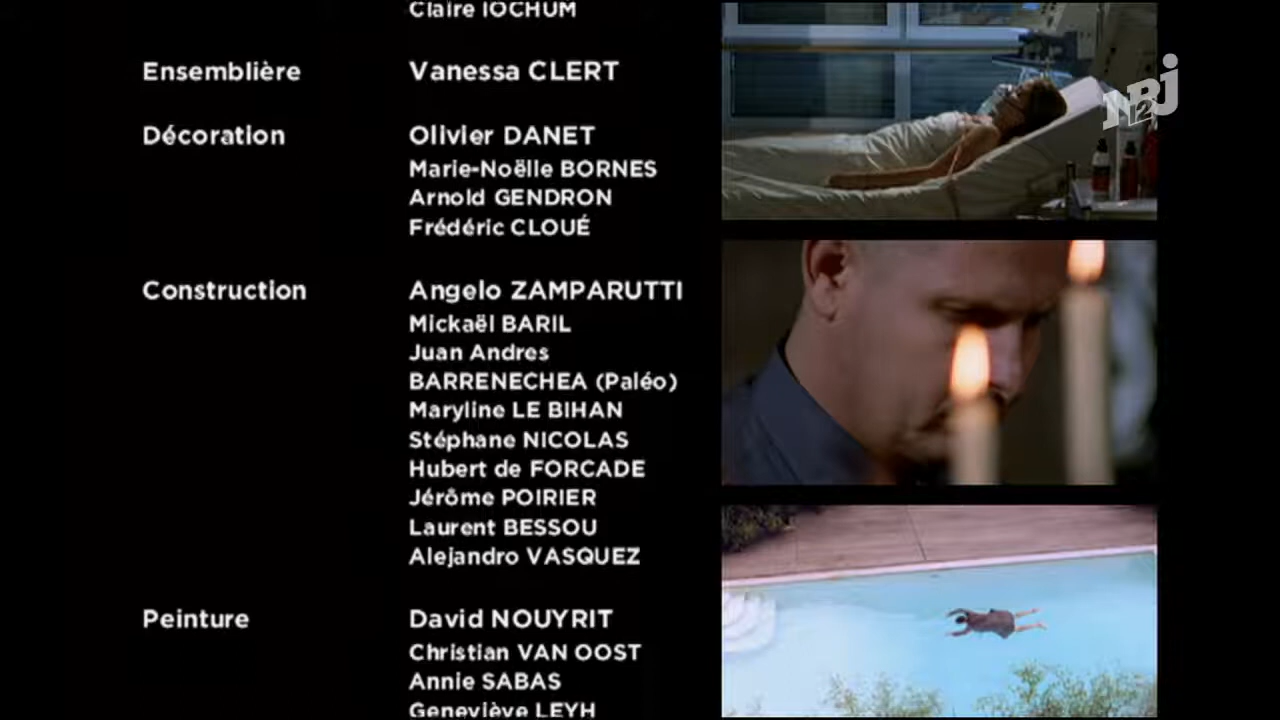 Claire IOCHUM
Ensemblière Vanessa CLERT
Décoration Olivier DANET
Marie-Noëlle BORNES
Arnold GENDRON
Frédéric CLOUÉ
Construction Angelo ZAMPARUTTI
Mickaël BARIL
Juan Andres
BARRENECHEA (Paléo)
Maryline LE BIHAN
Stéphane NICOLAS
Hubert de FORCADE
Jérôme POIRIER
Laurent BESSOU
Alejandro VASQUEZ
Peinture David NOUYRIT
Christian VAN OOST
Annie SABAS
Geneviève LEYH
NRJ12